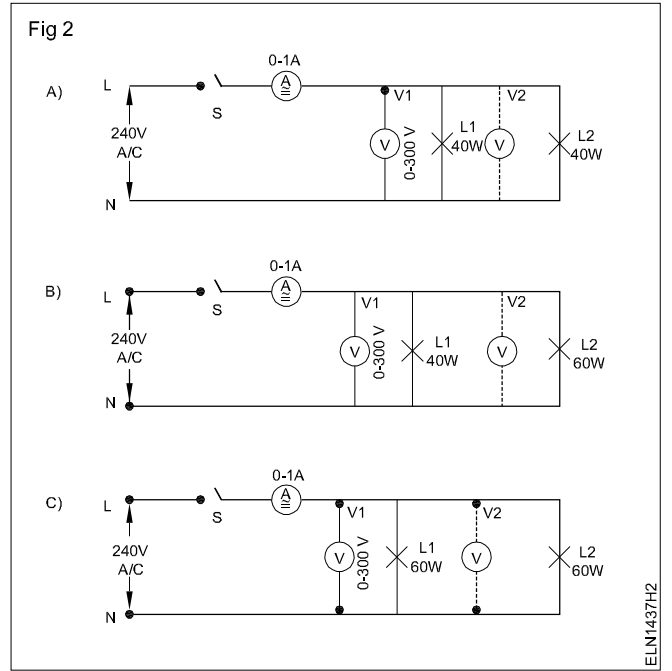 Fig 2
A)
L
S
0-1A
A
240V
A/C
N
V1
V
0-300 V
L1
40W
V2
V
L2
40W
B)
L
S
0-1A
A
240V
A/C
N
V1
V
0-300 V
L1
40W
V2
V
L2
60W
C)
L
S
0-1A
A
240V
A/C
N
V1
V
0-300 V
L1
60W
V2
V
L2
60W
ELN1437H2